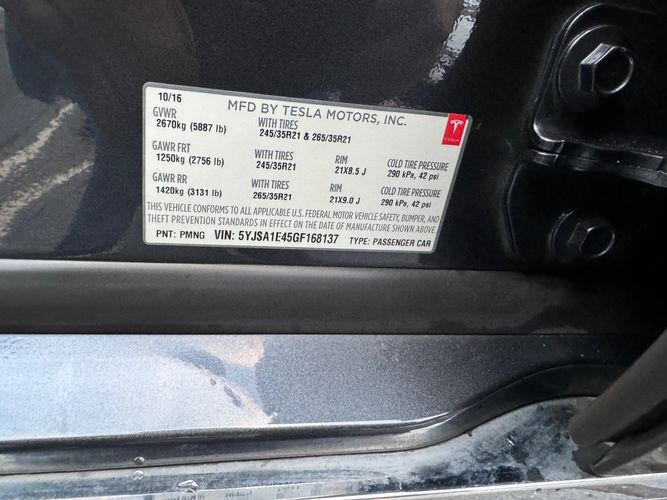 10/16
MFD BY TESLA MOTORS, INC.
GVWR
2670kg (5887 lb)
WITH TIRES
245/35R21 & 265/35R21
TESLA
GAWR FRT
1250kg (2756 lb)
WITH TIRES
245/35R21
RIM
21X8.5 J
COLD TIRE PRESSURE
290 kPa, 42 psi
GAWR RR
1420kg (3131 lb)
WITH TIRES
265/35R21
RIM
21X9.0 J
COLD TIRE PRESSURE
290 kPa, 42 psi
THIS VEHICLE CONFORMS TO ALL APPLICABLE U.S. FEDERAL MOTOR VEHICLE SAFETY, BUMPER, AND
THEFT PREVENTION STANDARDS IN EFFECT ON THE DATE OF MANUFACTURE SHOWN ABOVE.
PNT: PMNG VIN: 5YJSA1E45GF168137 TYPE: PASSENGER CAR